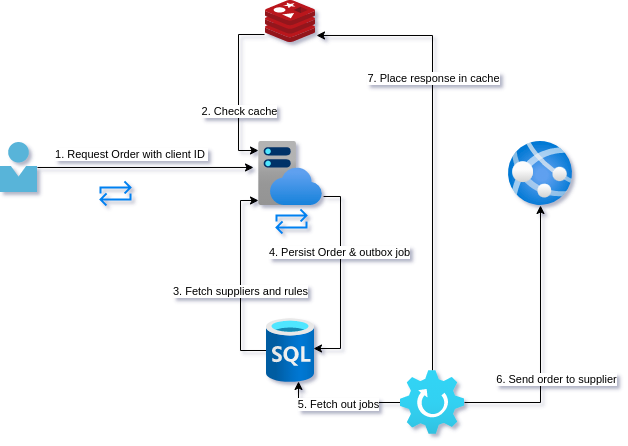 7. Place response in cache
2. Check cache
1. Request Order with client ID
4. Persist Order & outbox job
3. Fetch suppliers and rules
SQL
6. Send order to supplier
5. Fetch out jobs